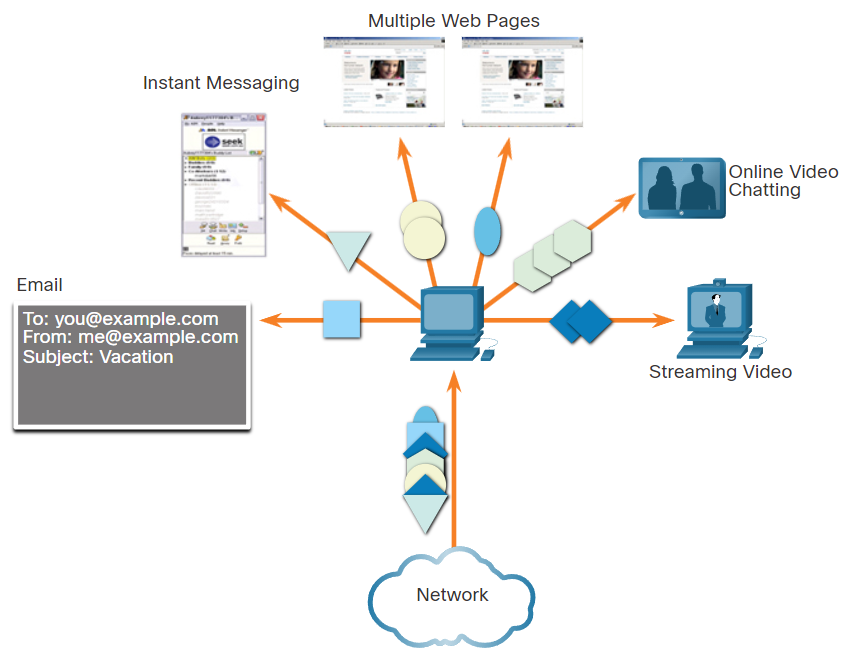 Multiple Web Pages
Instant Messaging
seek
Online Video
Chatting
Email
To: you@example.com
From: me@example.com
Subject: Vacation
Streaming Video
Network